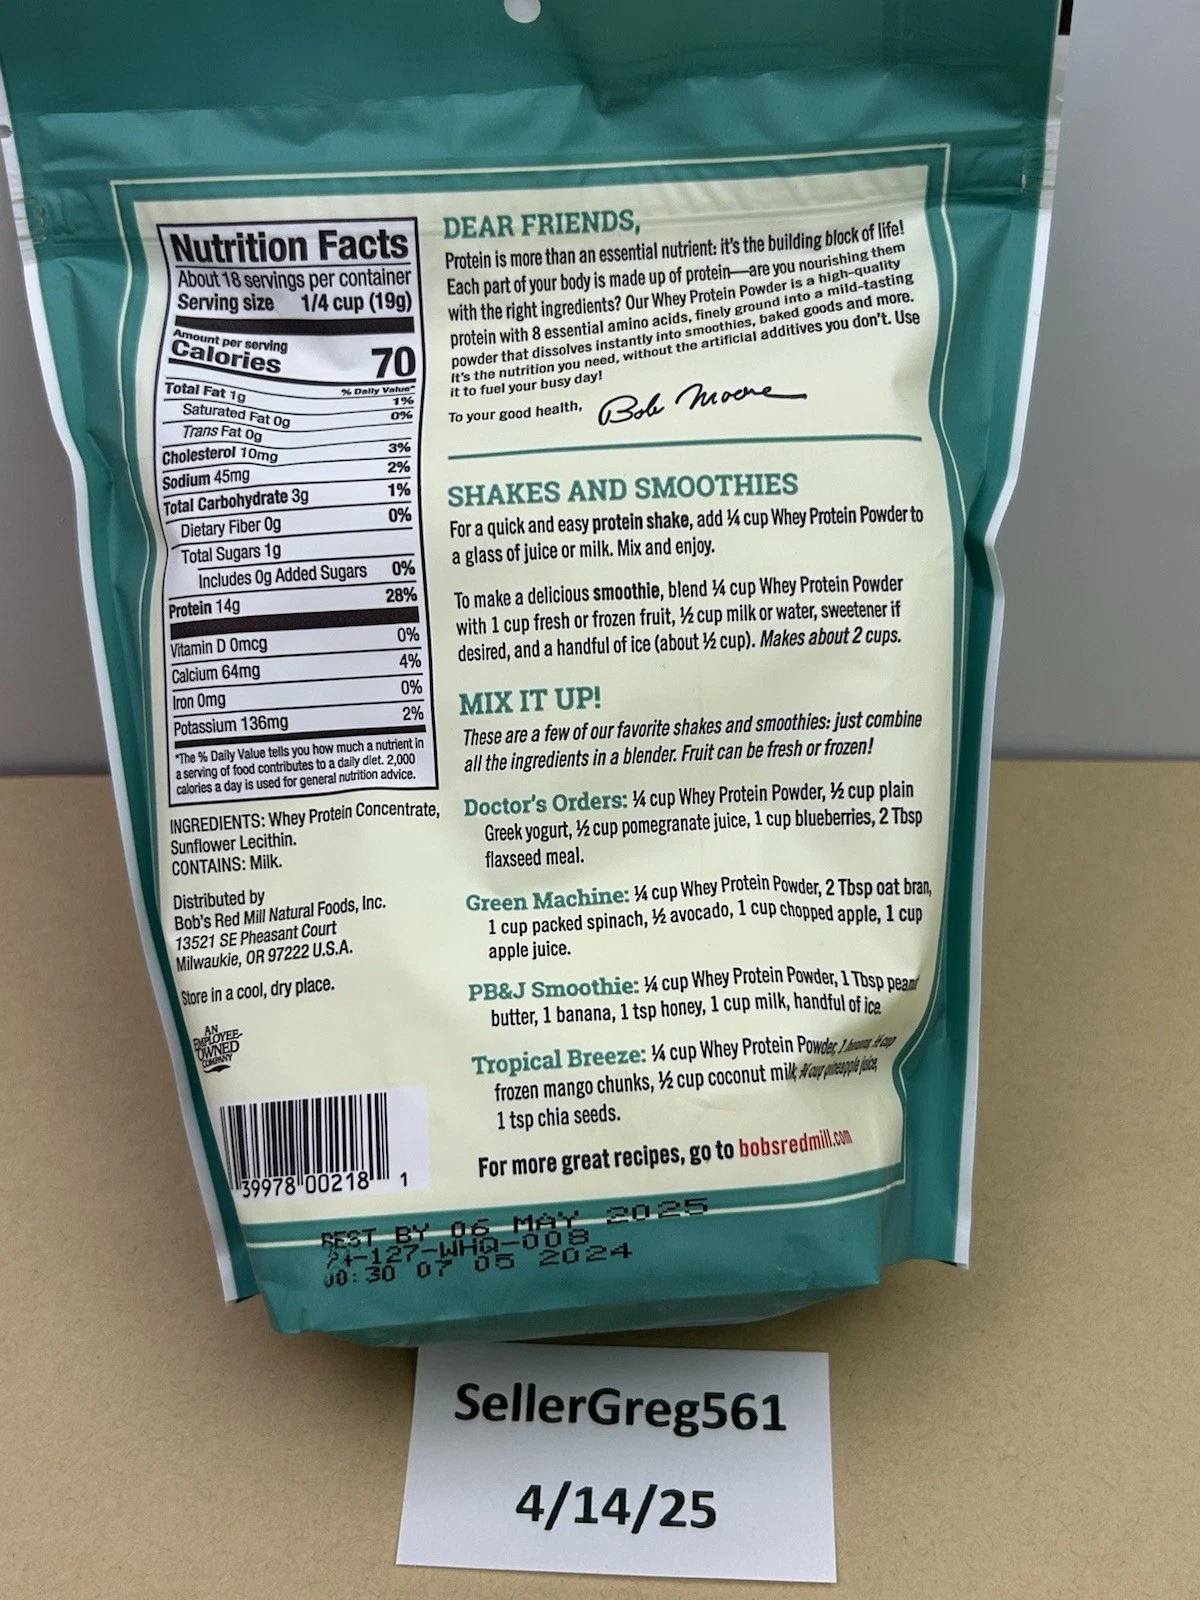 Nutrition Facts
About 18 servings per container
Serving size 1/4 cup (19g)
Amount per serving
Calories 70
% Daily Value*
Total Fat 1g 1%
Saturated Fat 0g 0%
Trans Fat 0g
Cholesterol 10mg 3%
Sodium 45mg 2%
Total Carbohydrate 3g 1%
Dietary Fiber 0g 0%
Total Sugars 1g
Includes 0g Added Sugars 0%
Protein 14g 28%
Vitamin D 0mcg 0%
Calcium 64mg 4%
Iron 0mg 0%
Potassium 136mg 2%
*The % Daily Value tells you how much a nutrient in
a serving of food contributes to a daily diet. 2,000
calories a day is used for general nutrition advice.
INGREDIENTS: Whey Protein Concentrate,
Sunflower Lecithin.
CONTAINS: Milk.
Distributed by
Bob's Red Mill Natural Foods, Inc.
13521 SE Pheasant Court
Milwaukie, OR 97222 U.S.A.
Store in a cool, dry place.
AN
EMPLOYEE-
OWNED
COMPANY
39978 00218 1
DEAR FRIENDS,
Protein is more than an essential nutrient: it's the building block of life!
Each part of your body is made up of protein—are you nourishing them
with the right ingredients? Our Whey Protein Powder is a high-quality
protein with 8 essential amino acids, finely ground into a mild-tasting
powder that dissolves instantly into smoothies, baked goods and more.
It's the nutrition you need, without the artificial additives you don't. Use
it to fuel your busy day!
To your good health, Bob Moore
SHAKES AND SMOOTHIES
For a quick and easy protein shake, add ¼ cup Whey Protein Powder to
a glass of juice or milk. Mix and enjoy.
To make a delicious smoothie, blend ¼ cup Whey Protein Powder
with 1 cup fresh or frozen fruit, ½ cup milk or water, sweetener if
desired, and a handful of ice (about ½ cup). Makes about 2 cups.
MIX IT UP!
These are a few of our favorite shakes and smoothies: just combine
all the ingredients in a blender. Fruit can be fresh or frozen!
Doctor's Orders: ¼ cup Whey Protein Powder, ½ cup plain
Greek yogurt, ½ cup pomegranate juice, 1 cup blueberries, 2 Tbsp
flaxseed meal.
Green Machine: ¼ cup Whey Protein Powder, 2 Tbsp oat bran,
1 cup packed spinach, ½ avocado, 1 cup chopped apple, 1 cup
apple juice.
PB&J Smoothie: ¼ cup Whey Protein Powder, 1 Tbsp peanut
butter, 1 banana, 1 tsp honey, 1 cup milk, handful of ice.
Tropical Breeze: ¼ cup Whey Protein Powder, 1 banana, cup
frozen mango chunks, ½ cup coconut milk, cup pineapple juice,
1 tsp chia seeds.
For more great recipes, go to bobsredmill.com
BEST BY 06 MAY 2025
24-127-WHQ-008
00:30 07 05 2024
SellerGreg561
4/14/25